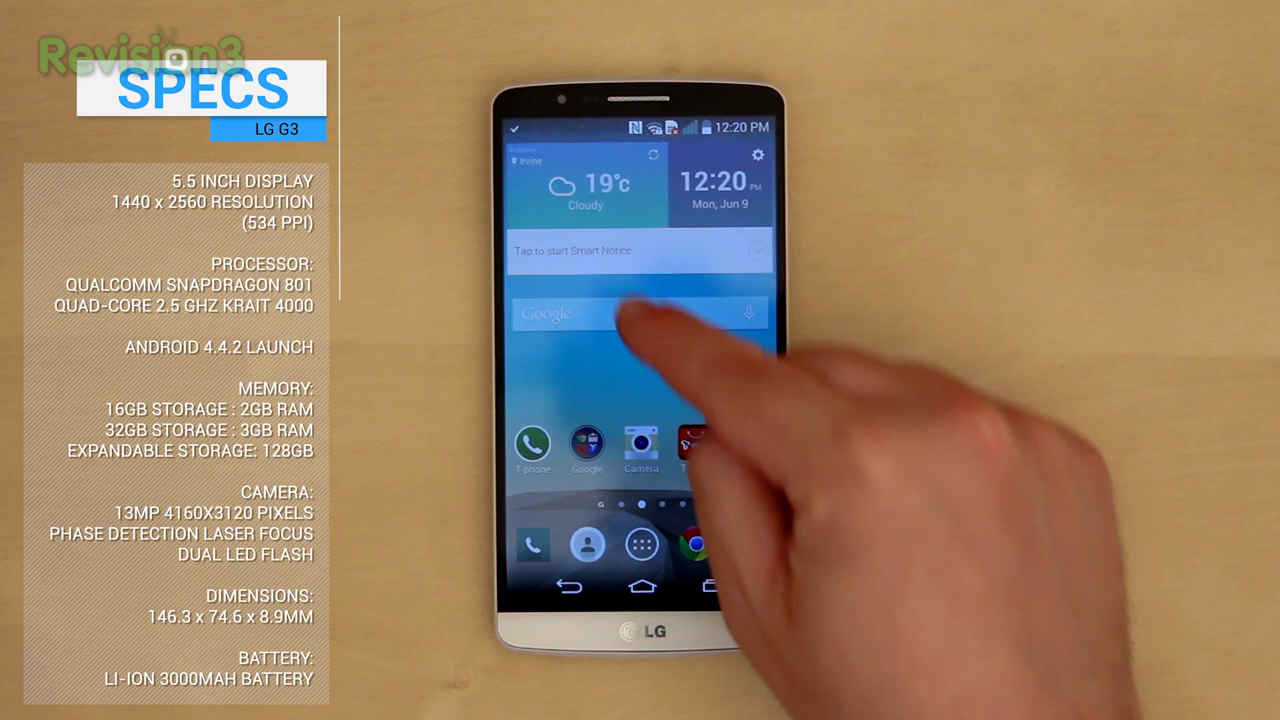 Revision3
SPECS
LG G3
5.5 INCH DISPLAY
1440 x 2560 RESOLUTION
(534 PPI)
PROCESSOR:
QUALCOMM SNAPDRAGON 801
QUAD-CORE 2.5 GHZ KRAIT 4000
ANDROID 4.4.2 LAUNCH
MEMORY:
16GB STORAGE : 2GB RAM
32GB STORAGE : 3GB RAM
EXPANDABLE STORAGE: 128GB
CAMERA:
13MP 4160X3120 PIXELS
PHASE DETECTION LASER FOCUS
DUAL LED FLASH
DIMENSIONS:
146.3 x 74.6 x 8.9MM
BATTERY:
LI-ION 3000MAH BATTERY
12:20 PM
Irvine
19°c
Cloudy
12:20 PM
Mon, Jun 9
Tap to start Smart Notice
Google
T phone Google Camera
G
LG